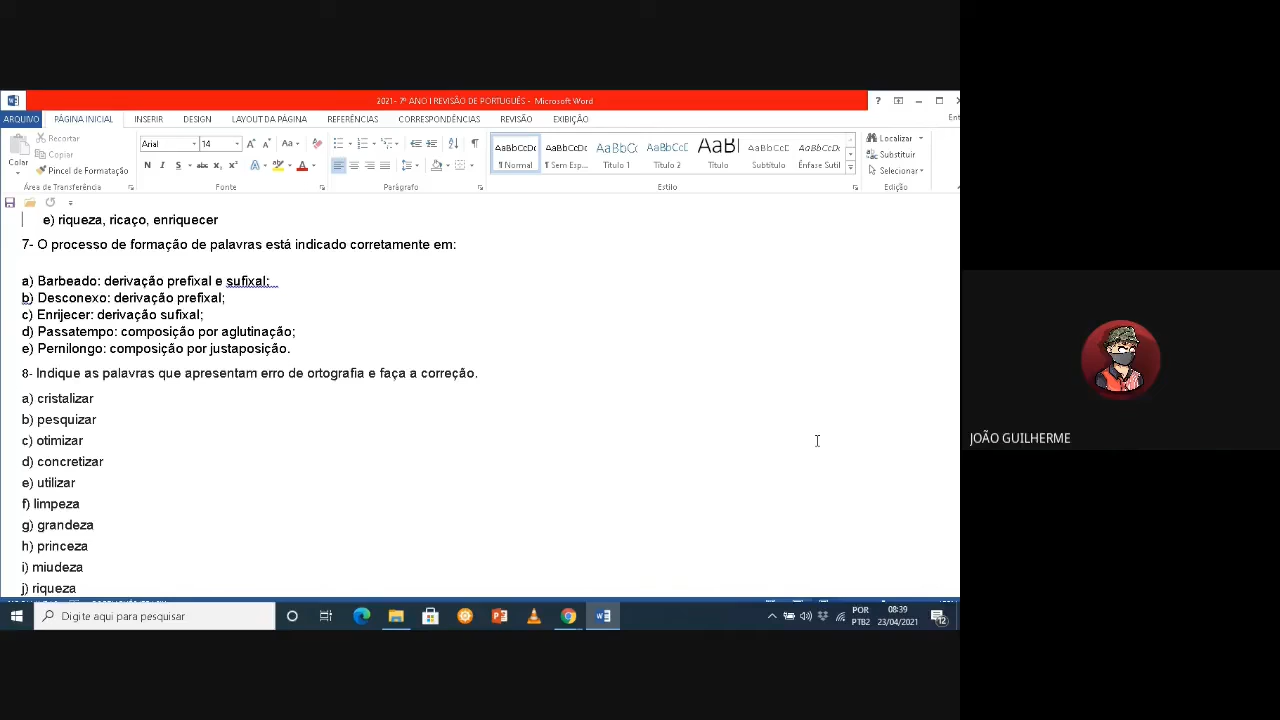 2021- 7º ANO I REVISÃO DE PORTUGUÊS - Microsoft Word
ARQUIVO PÁGINA INICIAL INSERIR DESIGN LAYOUT DA PÁGINA REFERÊNCIAS CORRESPONDÊNCIAS REVISÃO EXIBIÇÃO Ent
Recortar
Copiar
Pincel de Formatação
Colar
Área de Transferência
Arial 14
Fonte
Parágrafo
AaBbCcDc AaBbCcDc AaBbC AaBbCcE AaBl AaBbCcE AaBbCcDc
¶ Normal ¶ Sem Esp... Título 1 Título 2 Título Subtítulo Ênfase Sutil
Estilo
Localizar
Substituir
Selecionar
Edição
e) riqueza, ricaço, enriquecer
7- O processo de formação de palavras está indicado corretamente em:
a) Barbeado: derivação prefixal e sufixal;
b) Desconexo: derivação prefixal;
c) Enrijecer: derivação sufixal;
d) Passatempo: composição por aglutinação;
e) Pernilongo: composição por justaposição.
8- Indique as palavras que apresentam erro de ortografia e faça a correção.
a) cristalizar
b) pesquizar
c) otimizar
d) concretizar
e) utilizar
f) limpeza
g) grandeza
h) princeza
i) miudeza
j) riqueza
JOÃO GUILHERME
Digite aqui para pesquisar
POR
PTB2
08:39
23/04/2021
12